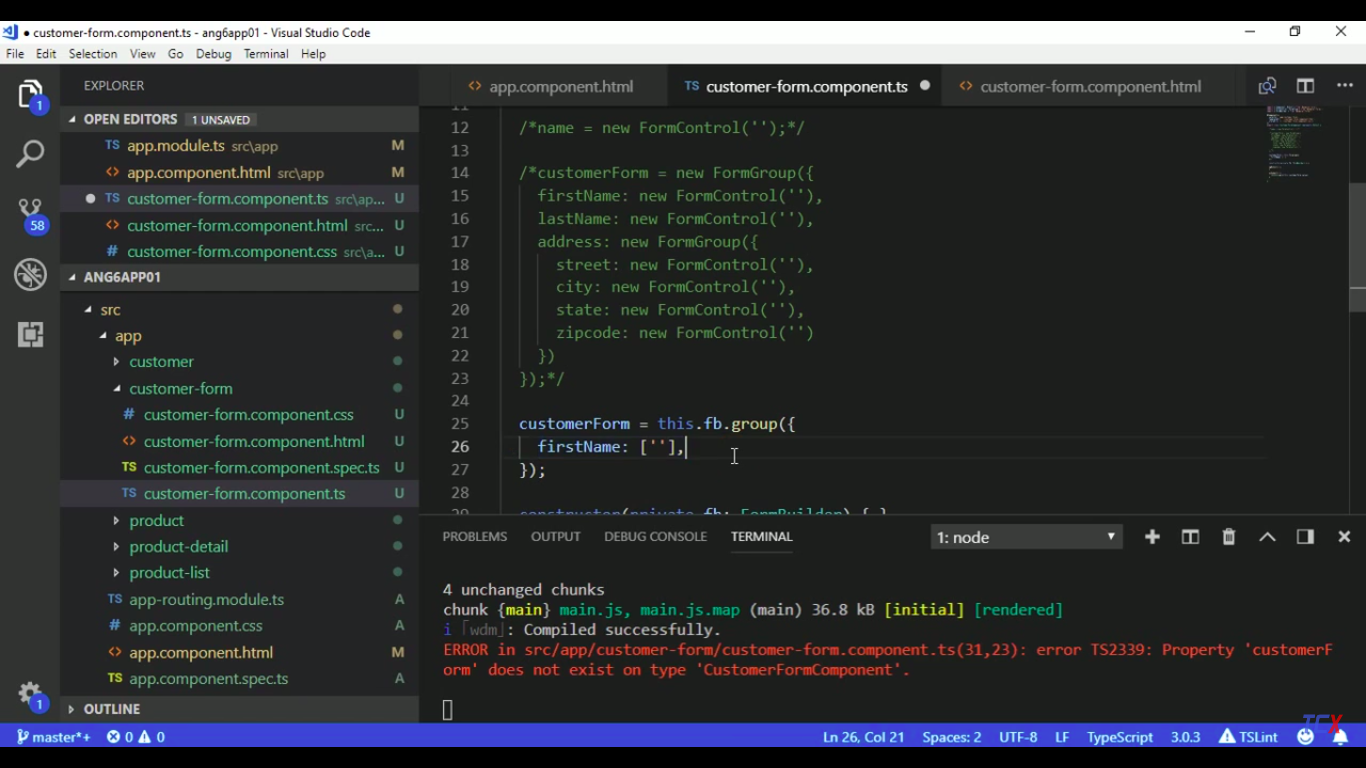 ● customer-form.component.ts - ang6app01 - Visual Studio Code
File Edit Selection View Go Debug Terminal Help
EXPLORER
<> app.component.html TS customer-form.component.ts ● <> customer-form.component.html ...
1
OPEN EDITORS 1 UNSAVED
TS app.module.ts src\app M
<> app.component.html src\app M
● TS customer-form.component.ts src\ap... U
<> customer-form.component.html src... U
# customer-form.component.css src\a... U
58
ANG6APP01
src
app
customer
customer-form
# customer-form.component.css U
<> customer-form.component.html U
TS customer-form.component.spec.ts U
TS customer-form.component.ts U
product
product-detail
product-list
TS app-routing.module.ts A
# app.component.css A
<> app.component.html M
TS app.component.spec.ts A
OUTLINE
1
11
12 /*name = new FormControl('');*/
13
14 /*customerForm = new FormGroup({
15 firstName: new FormControl(''),
16 lastName: new FormControl(''),
17 address: new FormGroup({
18 street: new FormControl(''),
19 city: new FormControl(''),
20 state: new FormControl(''),
21 zipcode: new FormControl('')
22 })
23 });*/
24
25 customerForm = this.fb.group({
26 firstName: [''],
27 });
28
29 constructor(private fb: FormBuilder) { }
PROBLEMS OUTPUT DEBUG CONSOLE TERMINAL 1: node
4 unchanged chunks
chunk {main} main.js, main.js.map (main) 36.8 kB [initial] [rendered]
i ｢wdm｣: Compiled successfully.
ERROR in src/app/customer-form/customer-form.component.ts(31,23): error TS2339: Property 'customerF
orm' does not exist on type 'CustomerFormComponent'.
TCX
master*+ 0 0 Ln 26, Col 21 Spaces: 2 UTF-8 LF TypeScript 3.0.3 TSLint